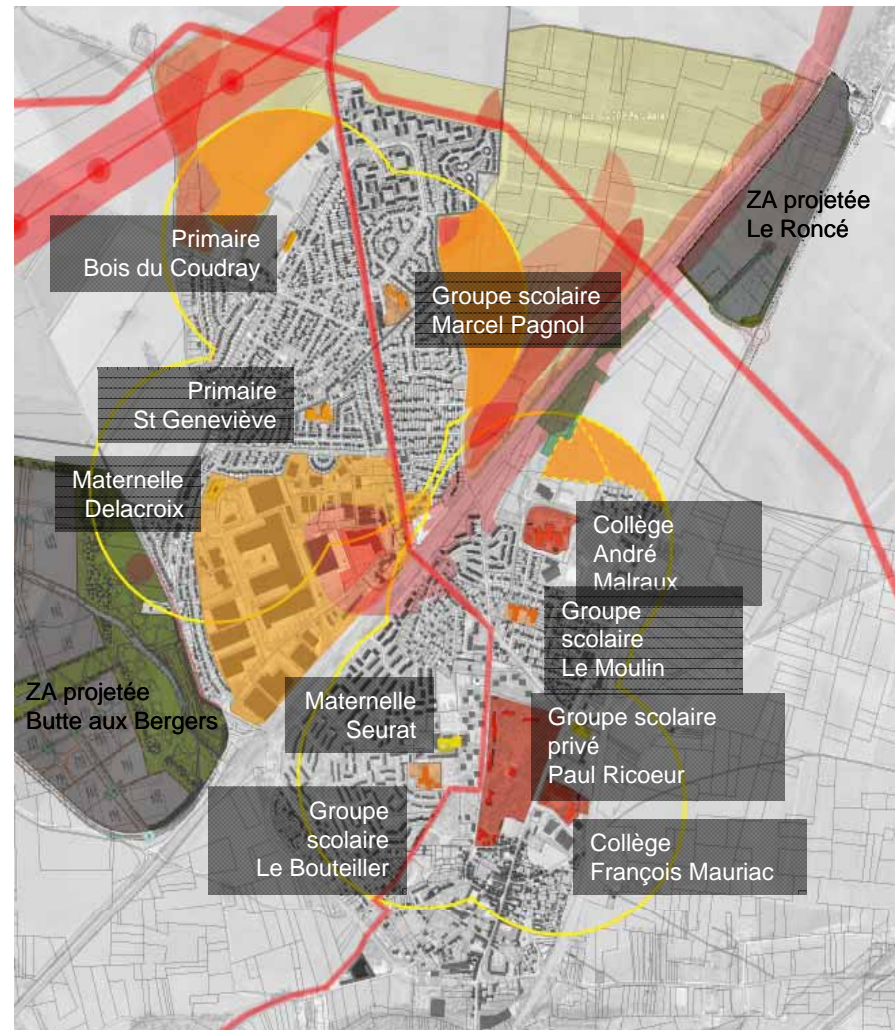 ZA projetée
Le Roncé
Primaire
Bois du Coudray
Groupe scolaire
Marcel Pagnol
Primaire
St Geneviève
Maternelle
Delacroix
Collège
André
Malraux
Groupe
scolaire
Le Moulin
ZA projetée
Butte aux Bergers
Maternelle
Seurat
Groupe scolaire
privé
Paul Ricoeur
Groupe
scolaire
Le Bouteiller
Collège
François Mauriac